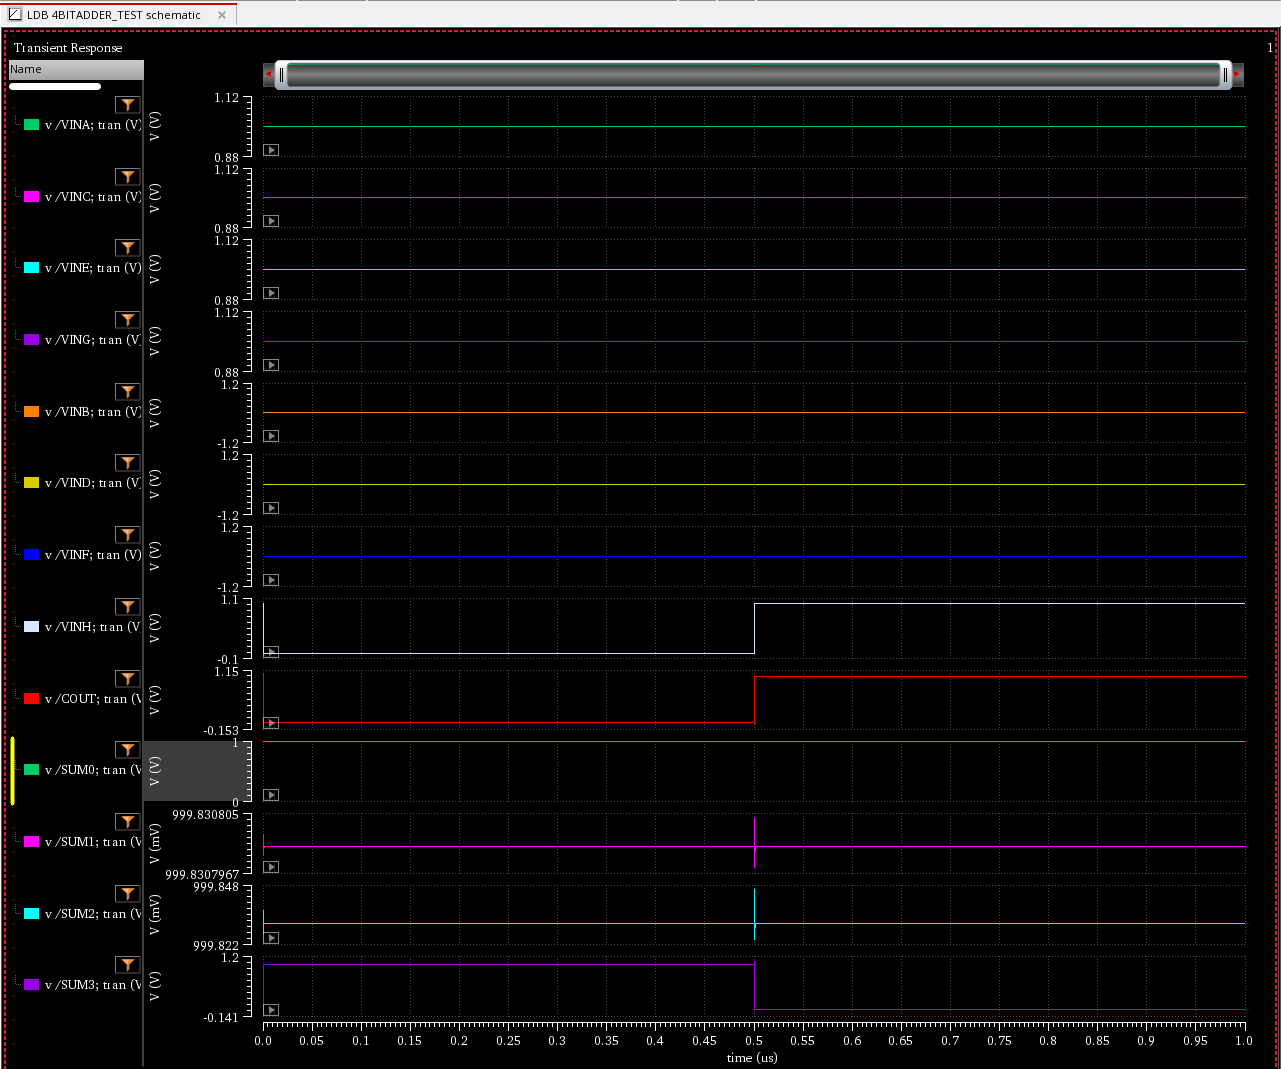 LDB 4BITADDER_TEST schematic
Transient Response
1
Name
v /VINA; tran (V)
V (V)
1.12
0.88
v /VINC; tran (V)
V (V)
1.12
0.88
v /VINE; tran (V)
V (V)
1.12
0.88
v /VING; tran (V
V (V)
1.12
0.88
v /VINB; tran (V)
V (V)
1.2
-1.2
v /VIND; tran (V
V (V)
1.2
-1.2
v /VINF; tran (V)
V (V)
1.2
-1.2
v /VINH; tran (V
V (V)
1.1
-0.1
v /COUT; tran (V
V (V)
1.15
-0.153
v /SUM0; tran (V
V (V)
1
0
v /SUM1; tran (V
V (mV)
999.830805
999.8307967
v /SUM2; tran (V
V (mV)
999.848
999.822
v /SUM3; tran (V
V (V)
1.2
-0.141
0.0 0.05 0.1 0.15 0.2 0.25 0.3 0.35 0.4 0.45 0.5 0.55 0.6 0.65 0.7 0.75 0.8 0.85 0.9 0.95 1.0
time (us)